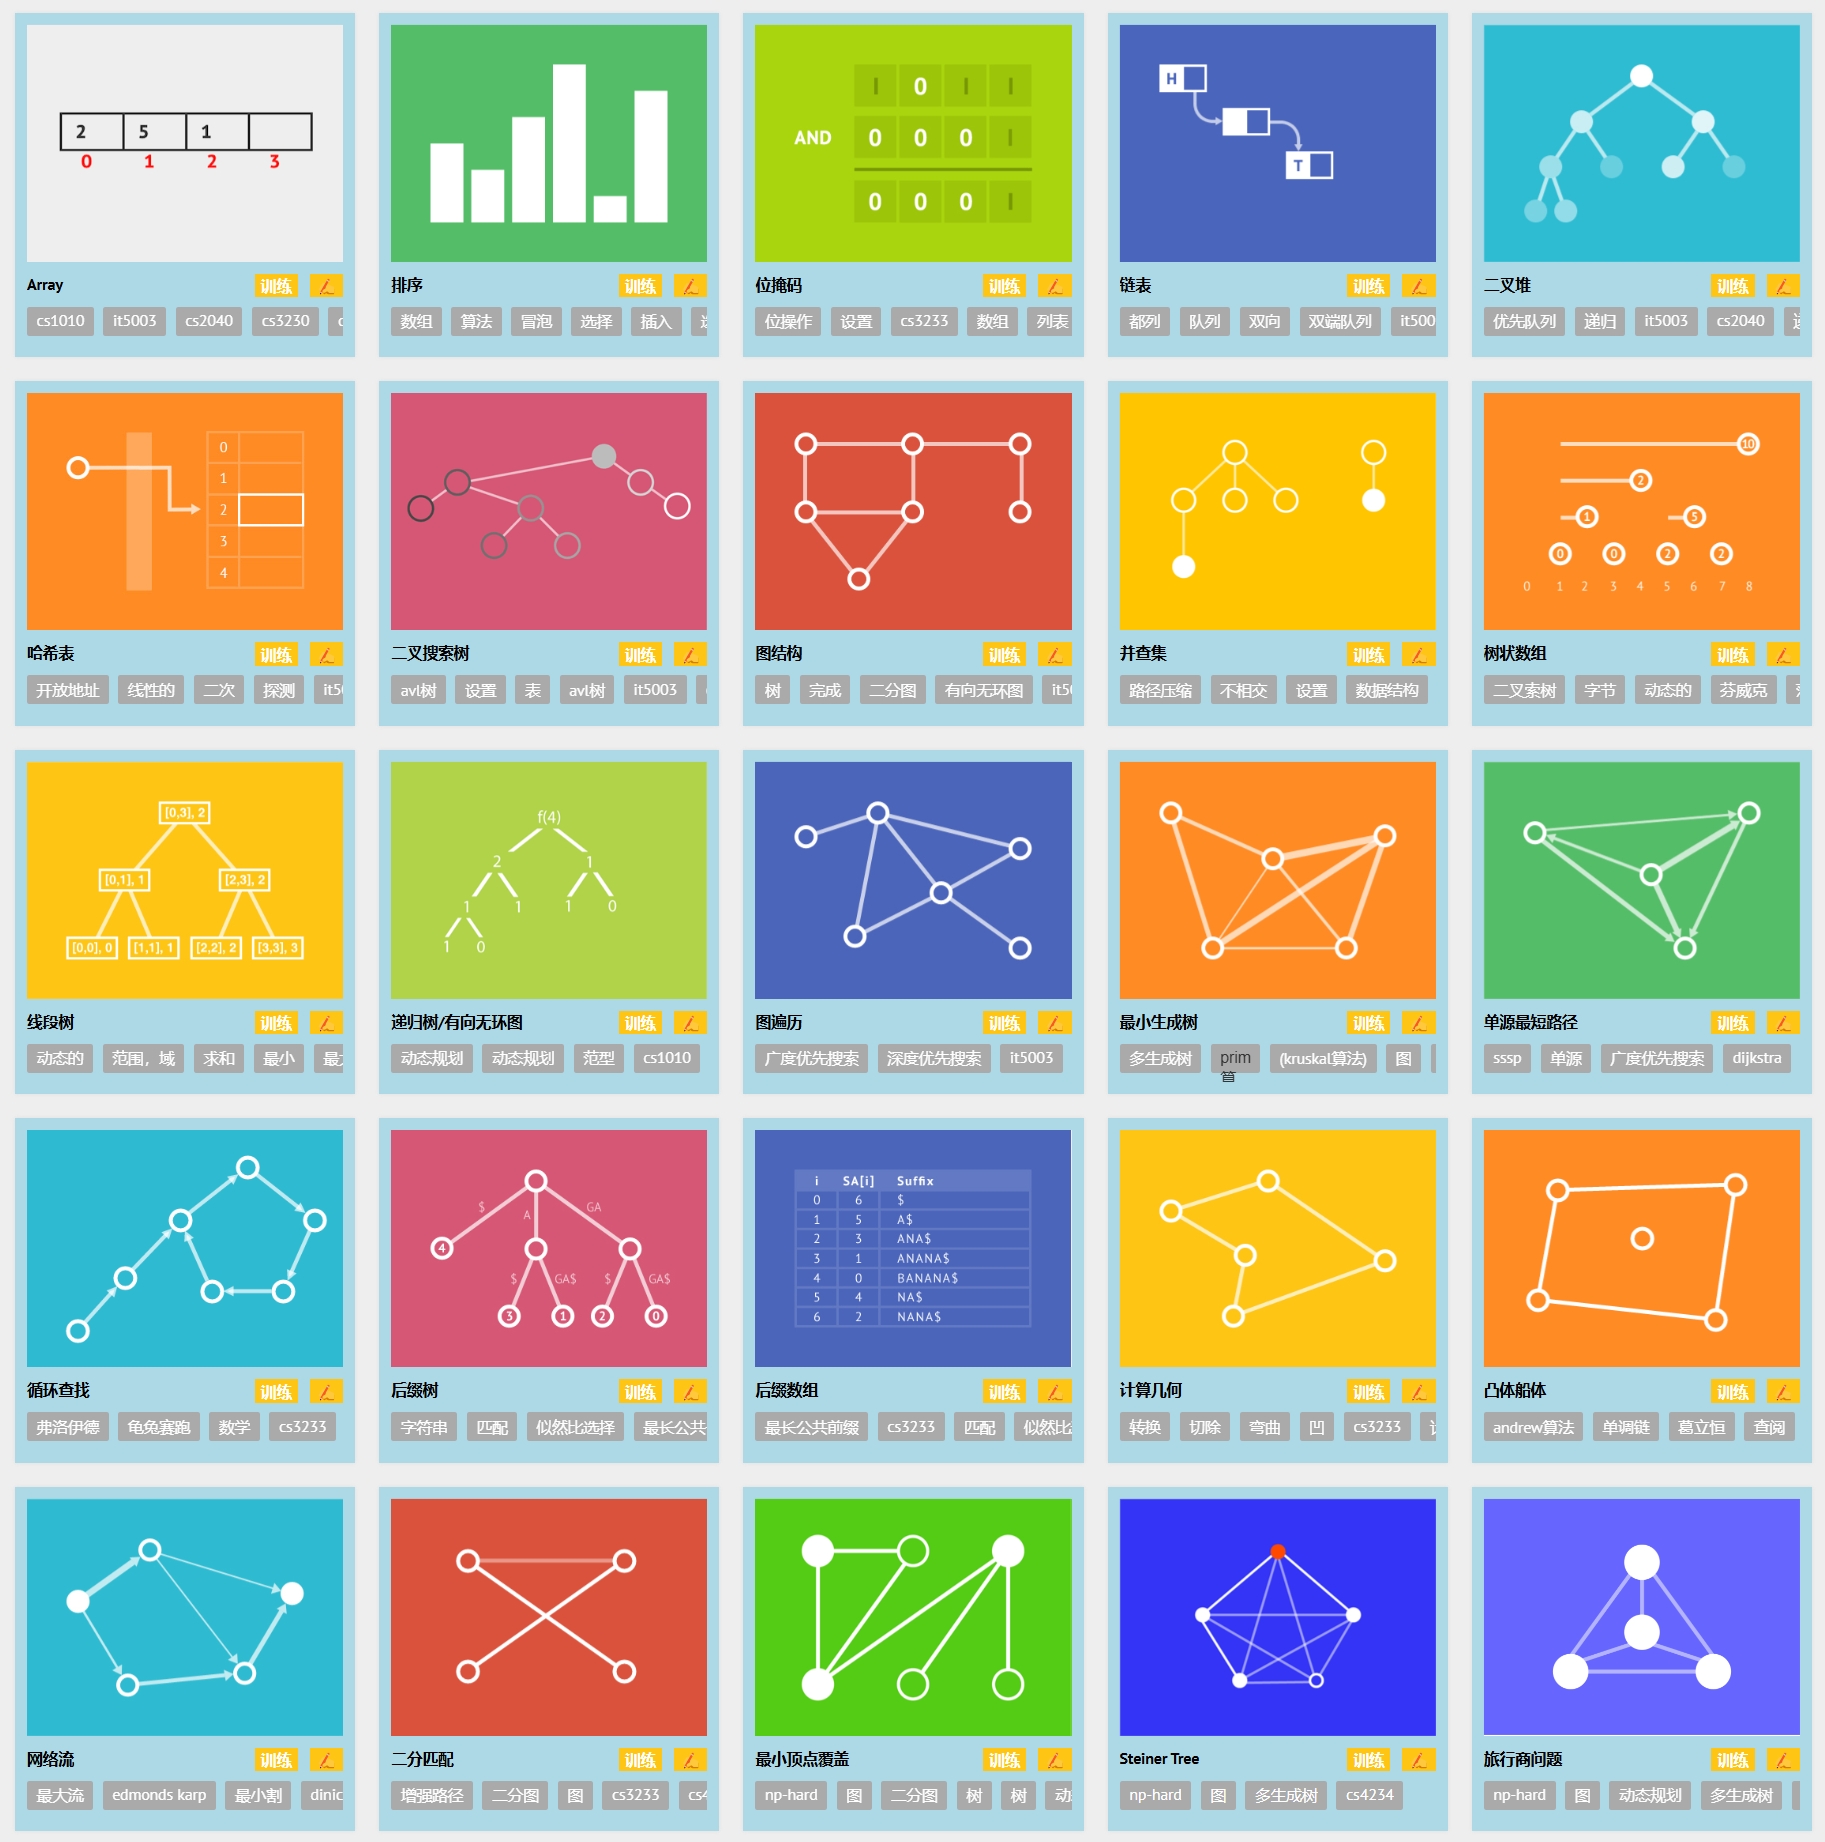 2 5 1
0 1 2 3
Array 训练
cs1010 it5003 cs2040 cs3230
排序 训练
数组 算法 冒泡 选择 插入
I 0 I I
AND 0 0 0 I
0 0 0 I
位掩码 训练
位操作 设置 cs3233 数组 列表
H
T
链表 训练
都列 队列 双向 双端队列 it500
二叉堆 训练
优先队列 递归 it5003 cs2040
0
1
2
3
4
哈希表 训练
开放地址 线性的 二次 探测
二叉搜索树 训练
avl树 设置 表 avl树 it5003
图结构 训练
树 完成 二分图 有向无环图
并查集 训练
路径压缩 不相交 设置 数据结构
10
2
1 5
0 0 2 2
0 1 2 3 4 5 6 7 8
树状数组 训练
二叉索树 字节 动态的 芬威克
[0,3], 2
[0,1], 1 [2,3], 2
[0,0], 0 [1,1], 1 [2,2], 2 [3,3], 3
线段树 训练
动态的 范围，域 求和 最小
f(4)
2 1
1 1 1 0
1 0
递归树/有向无环图 训练
动态规划 动态规划 范型 cs1010
图遍历 训练
广度优先搜索 深度优先搜索 it5003
最小生成树 训练
多生成树 prim (kruskal算法) 图
单源最短路径 训练
sssp 单源 广度优先搜索 dijkstra
循环查找 训练
弗洛伊德 龟兔赛跑 数学 cs3233
$ A GA
4
$ GA$ $ GA$
3 1 2 0
后缀树 训练
字符串 匹配 似然比选择 最长公共
i SA[i] Suffix
0 6 $
1 5 A$
2 3 ANA$
3 1 ANANA$
4 0 BANANA$
5 4 NA$
6 2 NANA$
后缀数组 训练
最长公共前缀 cs3233 匹配 似然比
计算几何 训练
转换 切除 弯曲 凹 cs3233
凸体船体 训练
andrew算法 单调链 葛立恒 查阅
网络流 训练
最大流 edmonds karp 最小割 dinic
二分匹配 训练
增强路径 二分图 图 cs3233 cs4
最小顶点覆盖 训练
np-hard 图 二分图 树 树
Steiner Tree 训练
np-hard 图 多生成树 cs4234
旅行商问题 训练
np-hard 图 动态规划 多生成树